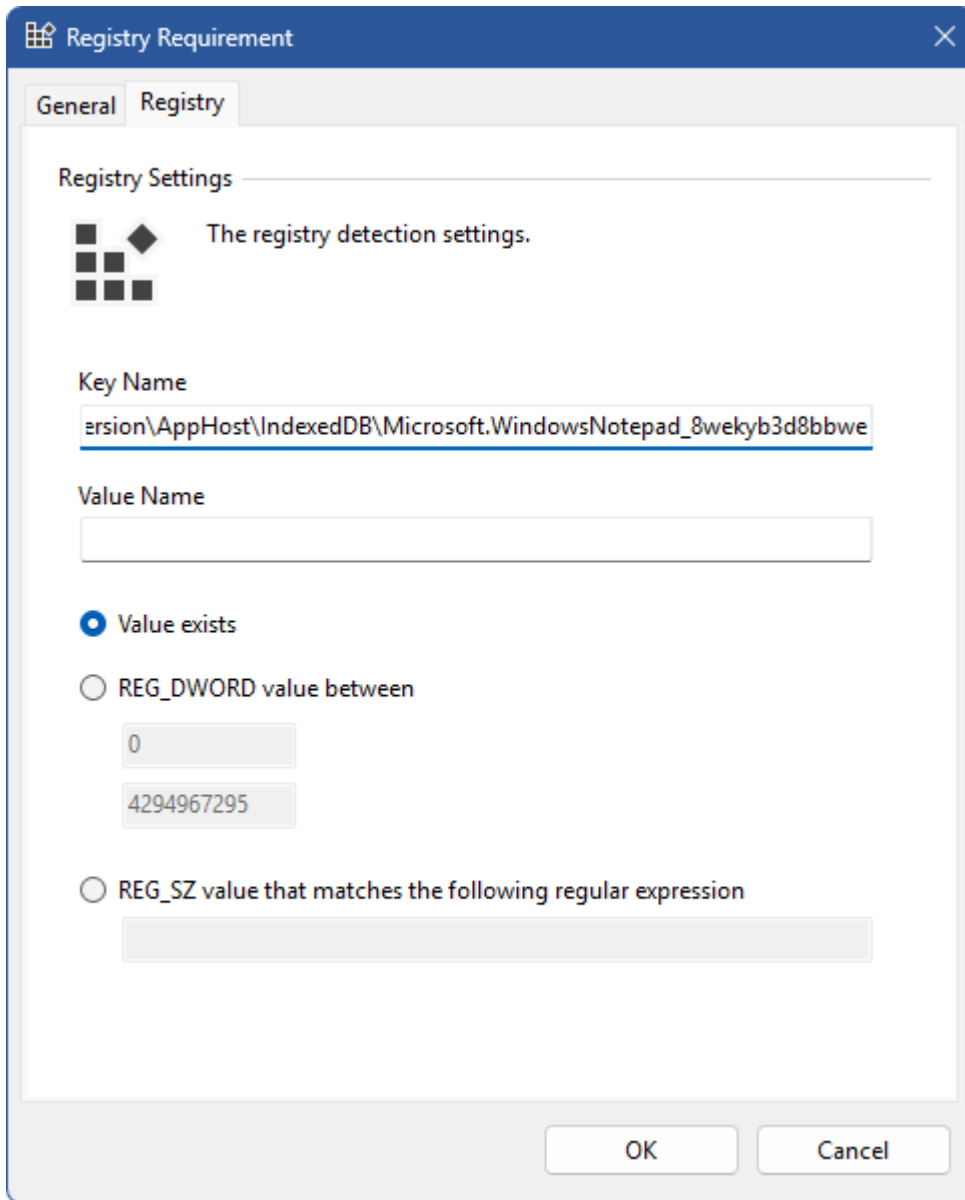 Registry Requirement
General
Registry
Registry Settings
The registry detection settings.
Key Name
ersion\AppHost\IndexedDB\Microsoft.WindowsNotepad_8wekyb3d8bbwe
Value Name
Value exists
REG_DWORD value between
0
4294967295
REG_SZ value that matches the following regular expression
OK
Cancel